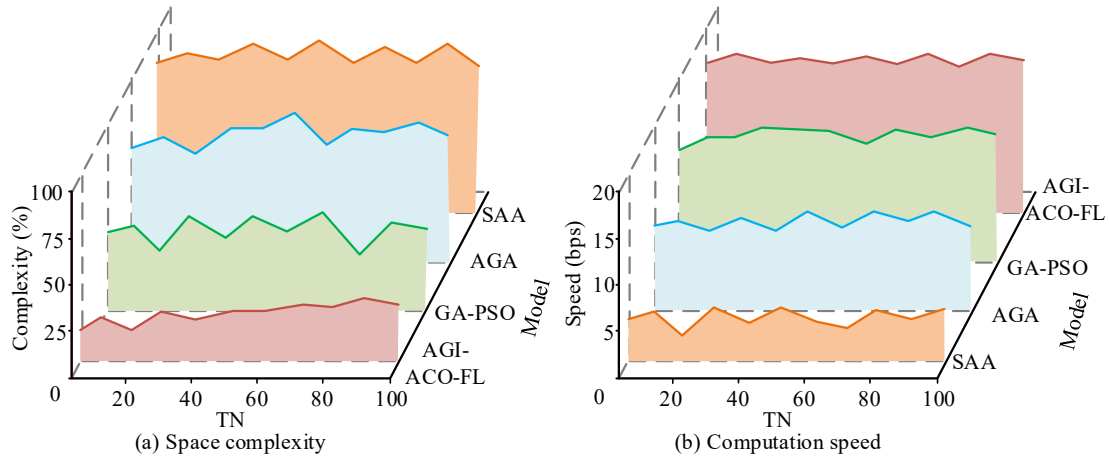 100
75
50
25
0
Complexity (%)
20
40
60
80
100
TN
SAA
AGA
GA-PSO
AGI-
ACO-FL
Model
(a) Space complexity
20
15
10
5
0
Speed (bps)
20
40
60
80
100
TN
AGI-
ACO-FL
GA-PSO
AGA
SAA
Model
(b) Computation speed